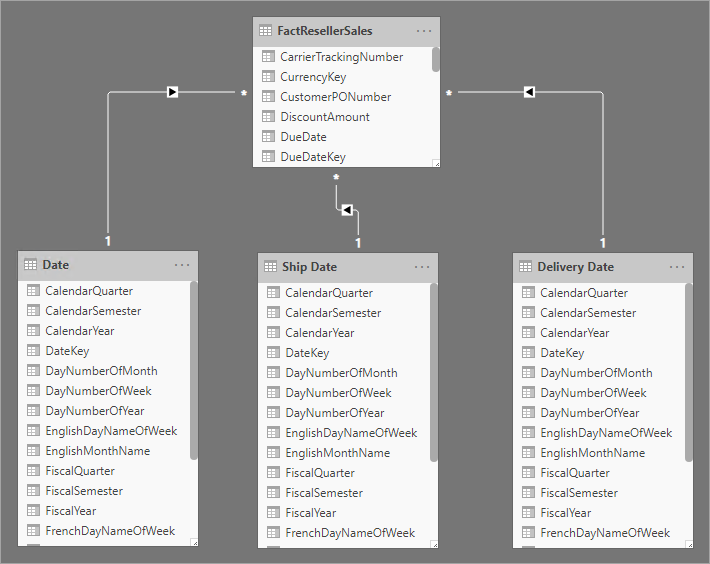 FactResellerSales ...
CarrierTrackingNumber
CurrencyKey
CustomerPONumber
DiscountAmount
DueDate
DueDateKey
* *
*
1 1 1
Date ...
CalendarQuarter
CalendarSemester
CalendarYear
DateKey
DayNumberOfMonth
DayNumberOfWeek
DayNumberOfYear
EnglishDayNameOfWeek
EnglishMonthName
FiscalQuarter
FiscalSemester
FiscalYear
FrenchDayNameOfWeek
Ship Date ...
CalendarQuarter
CalendarSemester
CalendarYear
DateKey
DayNumberOfMonth
DayNumberOfWeek
DayNumberOfYear
EnglishDayNameOfWeek
EnglishMonthName
FiscalQuarter
FiscalSemester
FiscalYear
FrenchDayNameOfWeek
Delivery Date ...
CalendarQuarter
CalendarSemester
CalendarYear
DateKey
DayNumberOfMonth
DayNumberOfWeek
DayNumberOfYear
EnglishDayNameOfWeek
EnglishMonthName
FiscalQuarter
FiscalSemester
FiscalYear
FrenchDayNameOfWeek